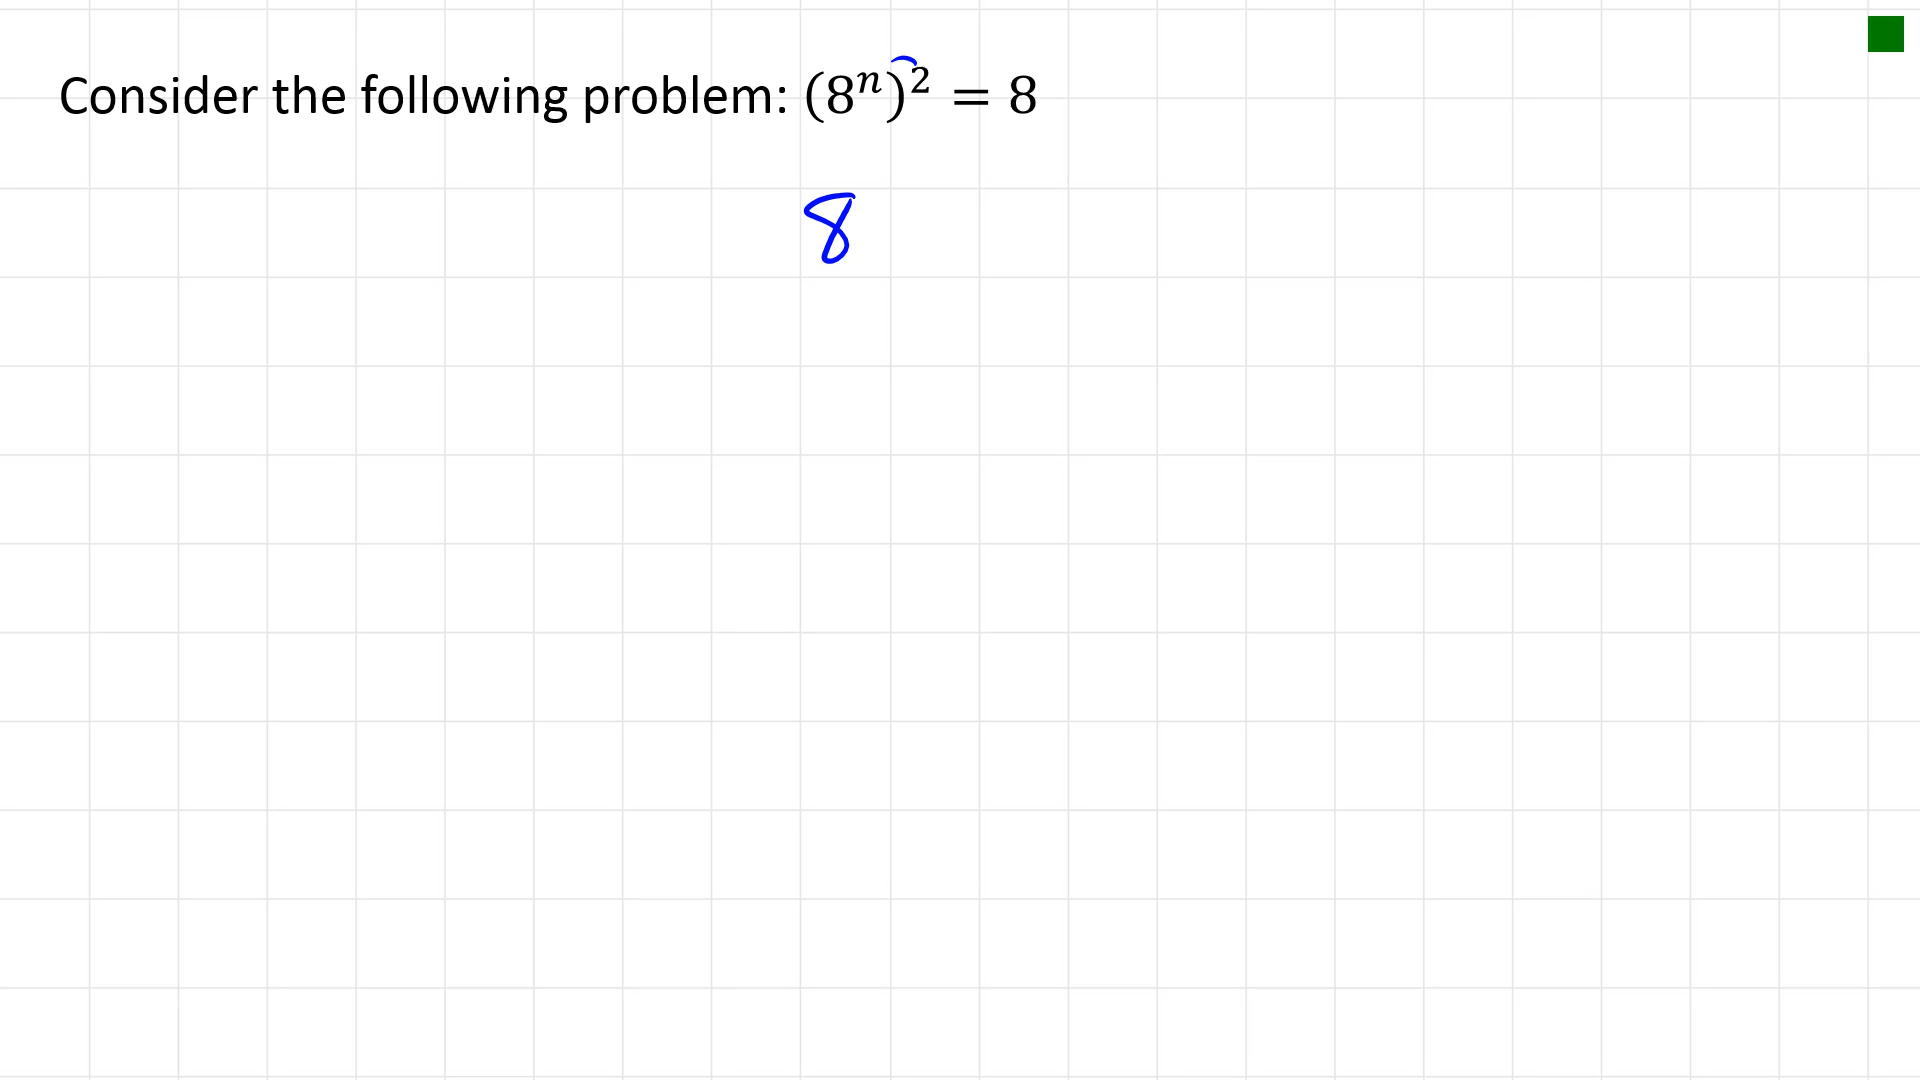 Consider the following problem: (8ⁿ)² = 8
8